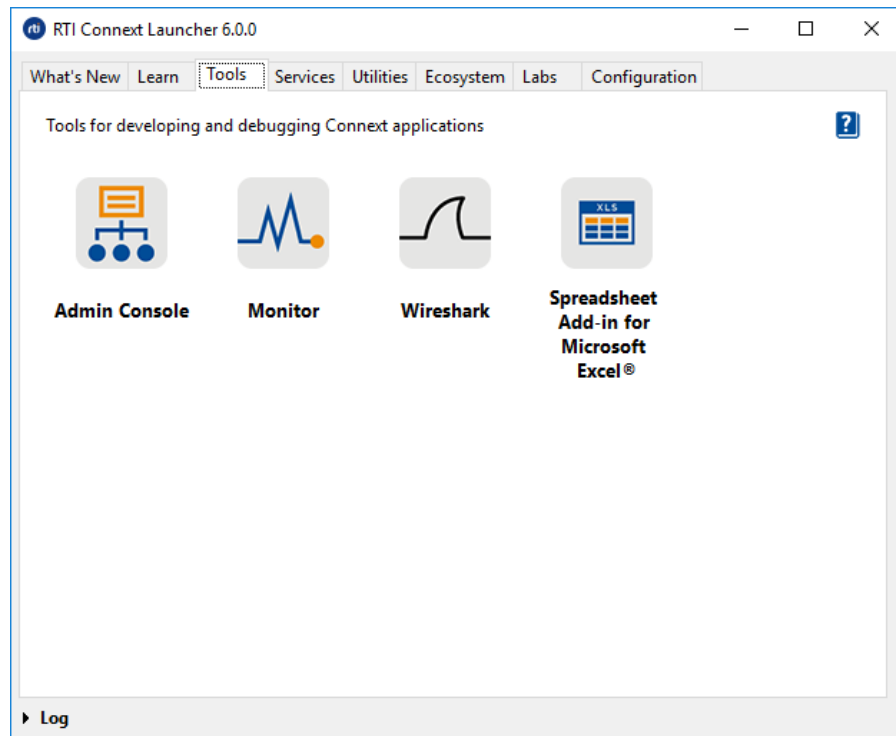 rti RTI Connext Launcher 6.0.0
What's New Learn Tools Services Utilities Ecosystem Labs Configuration
Tools for developing and debugging Connext applications ?
XLS
Admin Console
Monitor
Wireshark
Spreadsheet
Add-in for
Microsoft
Excel®
Log